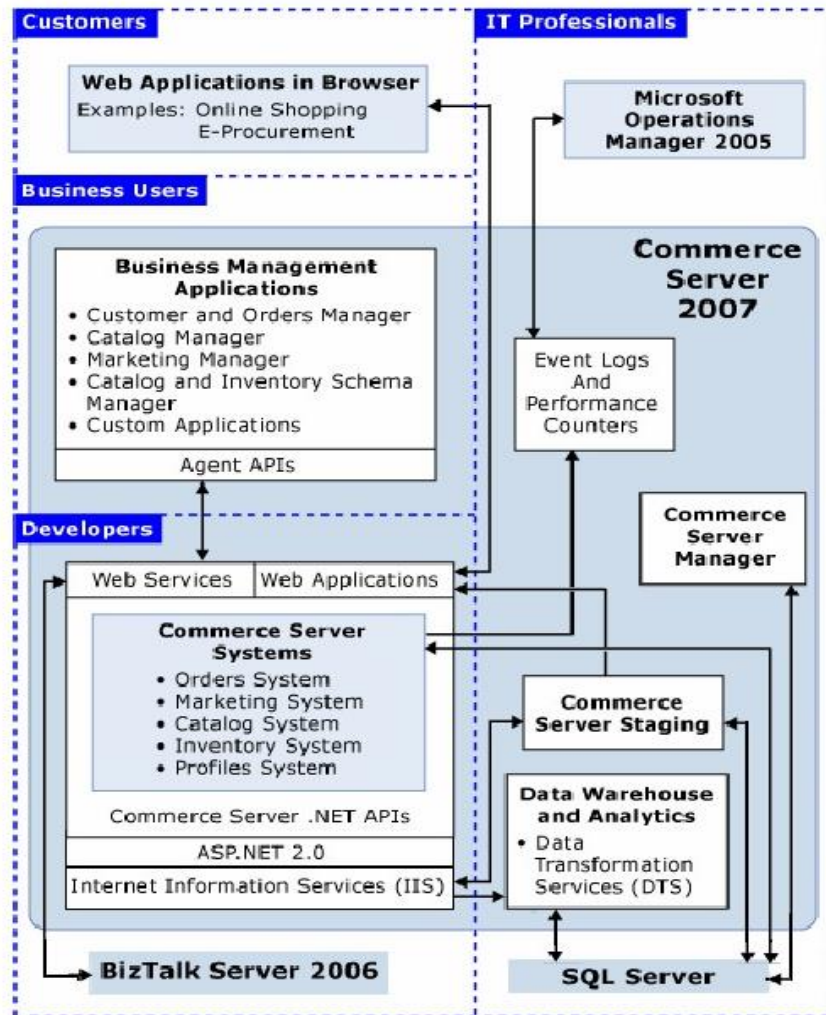 Customers
IT Professionals
Web Applications in Browser
Examples: Online Shopping
E-Procurement
Microsoft
Operations
Manager 2005
Business Users
Commerce
Server
2007
Business Management
Applications
• Customer and Orders Manager
• Catalog Manager
• Marketing Manager
• Catalog and Inventory Schema
Manager
• Custom Applications
Agent APIs
Event Logs
And
Performance
Counters
Developers
Commerce
Server
Manager
Web Services
Web Applications
Commerce Server
Systems
• Orders System
• Marketing System
• Catalog System
• Inventory System
• Profiles System
Commerce Server .NET APIs
ASP.NET 2.0
Internet Information Services (IIS)
Commerce
Server Staging
Data Warehouse
and Analytics
• Data
Transformation
Services (DTS)
BizTalk Server 2006
SQL Server